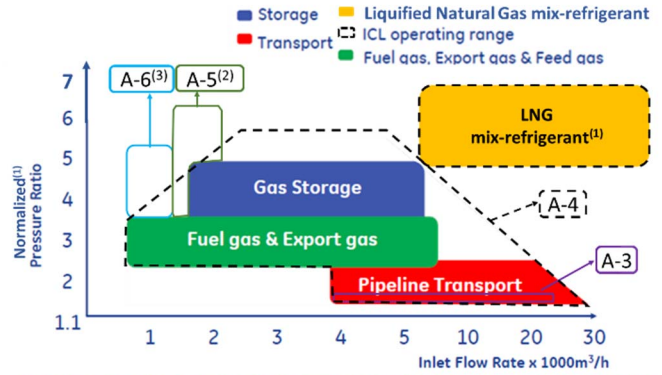 Storage
Liquified Natural Gas mix-refrigerant
Transport
ICL operating range
Fuel gas, Export gas & Feed gas
A-6(3)
A-5(2)
LNG
mix-refrigerant(1)
Gas Storage
A-4
Fuel gas & Export gas
A-3
Pipeline Transport
Normalized(1)
Pressure Ratio
7
6
5
4
3
2
1.1
1 2 3 4 5 10 20 30
Inlet Flow Rate x 1000m³/h